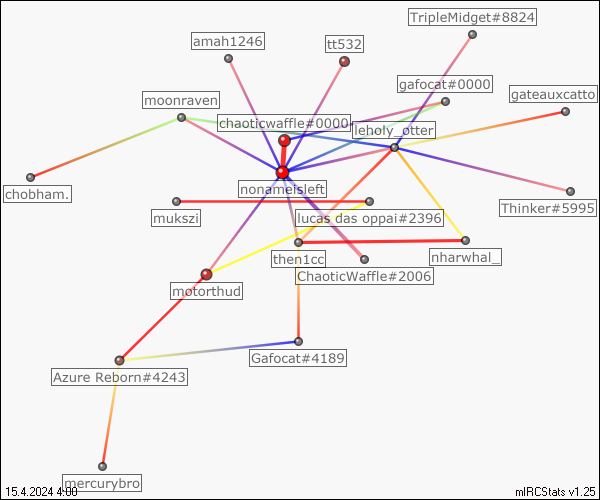 TripleMidget#8824
amah1246
tt532
gafocat#0000
gateauxcatto
moonraven
chaoticwaffle#0000
leholy_otter
nonameisleft
chobham.
mukszi
lucas das oppai#2396
Thinker#5995
then1cc
nharwhal_
ChaoticWaffle#2006
motorthud
Gafocat#4189
Azure Reborn#4243
mercurybro
15.4.2024 4:00
mIRCStats v1.25